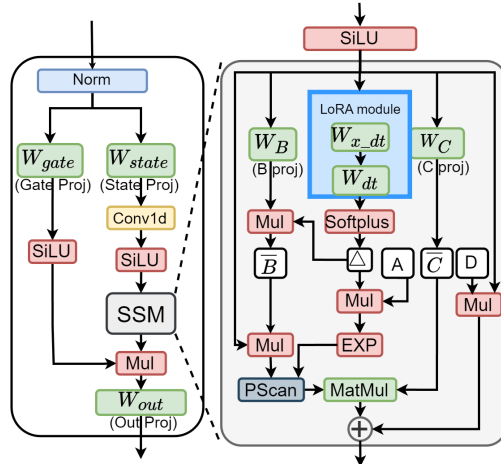 Norm
W_gate
(Gate Proj)
W_state
(State Proj)
Conv1d
SiLU
SiLU
SSM
Mul
W_out
(Out Proj)
SiLU
LoRA module
W_B
(B proj)
W_x_dt
W_dt
W_C
(C proj)
Mul
Softplus
B̅
△
A
C̅
D
Mul
Mul
Mul
EXP
PScan
MatMul
+